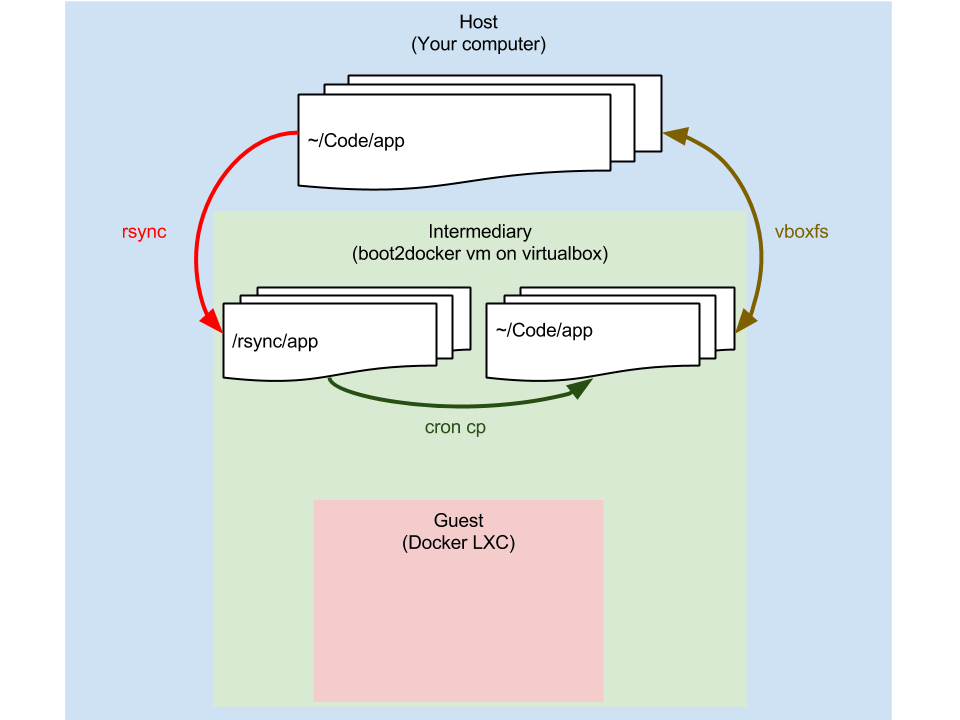 Host
(Your computer)
~/Code/app
rsync
vboxfs
Intermediary
(boot2docker vm on virtualbox)
/rsync/app
~/Code/app
cron cp
Guest
(Docker LXC)